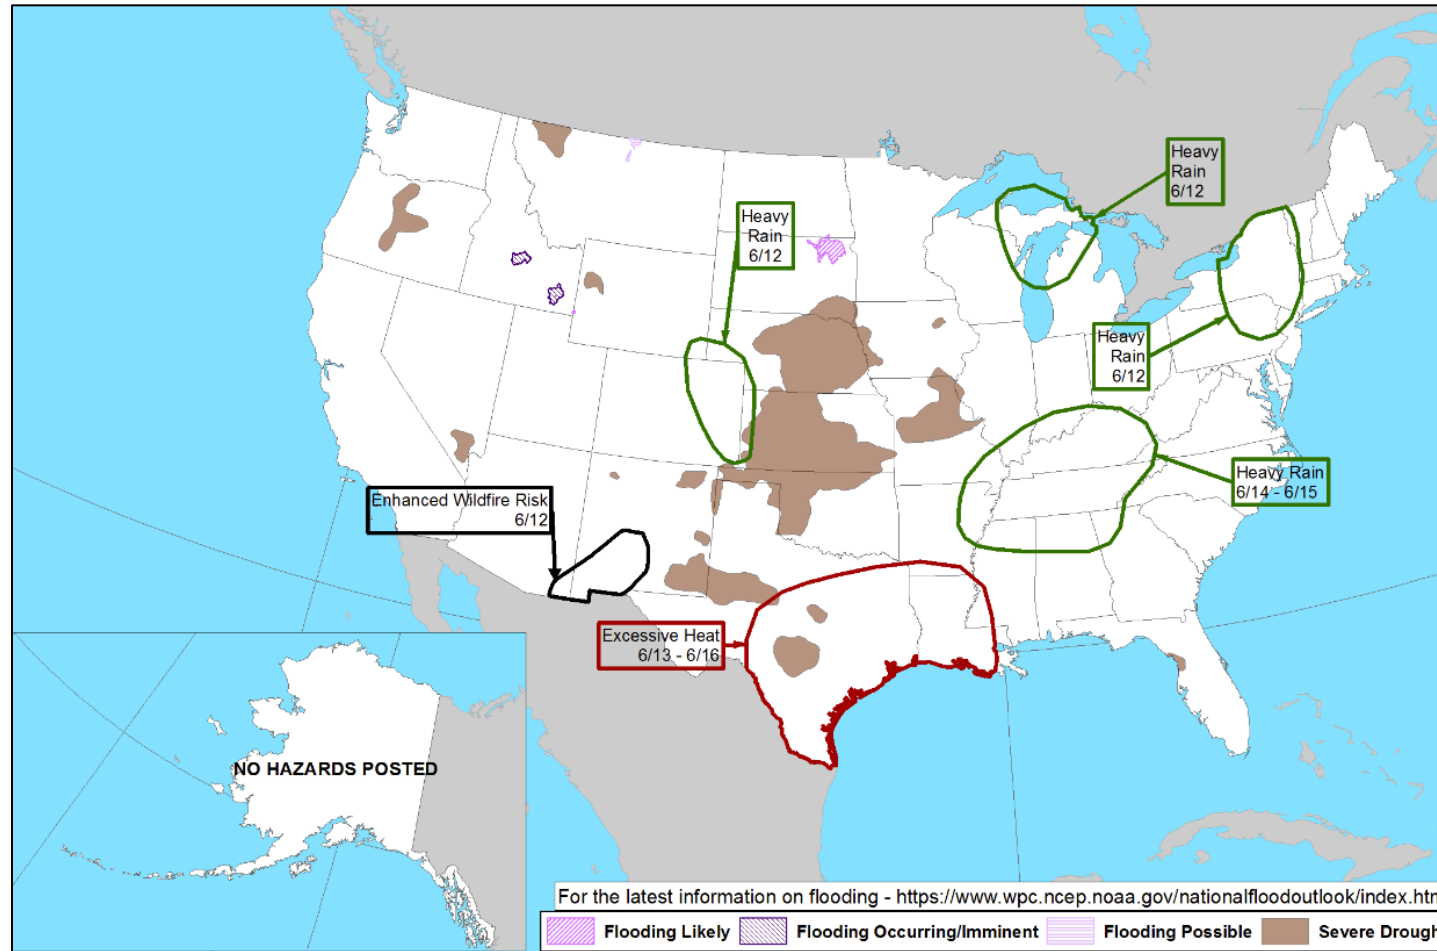 Heavy
Rain
6/12
Heavy
Rain
6/12
Heavy
Rain
6/12
Heavy Rain
6/14 - 6/15
Enhanced Wildfire Risk
6/12
Excessive Heat
6/13 - 6/16
NO HAZARDS POSTED
For the latest information on flooding - https://www.wpc.ncep.noaa.gov/nationalfloodoutlook/index.htm
Flooding Likely
Flooding Occurring/Imminent
Flooding Possible
Severe Drough